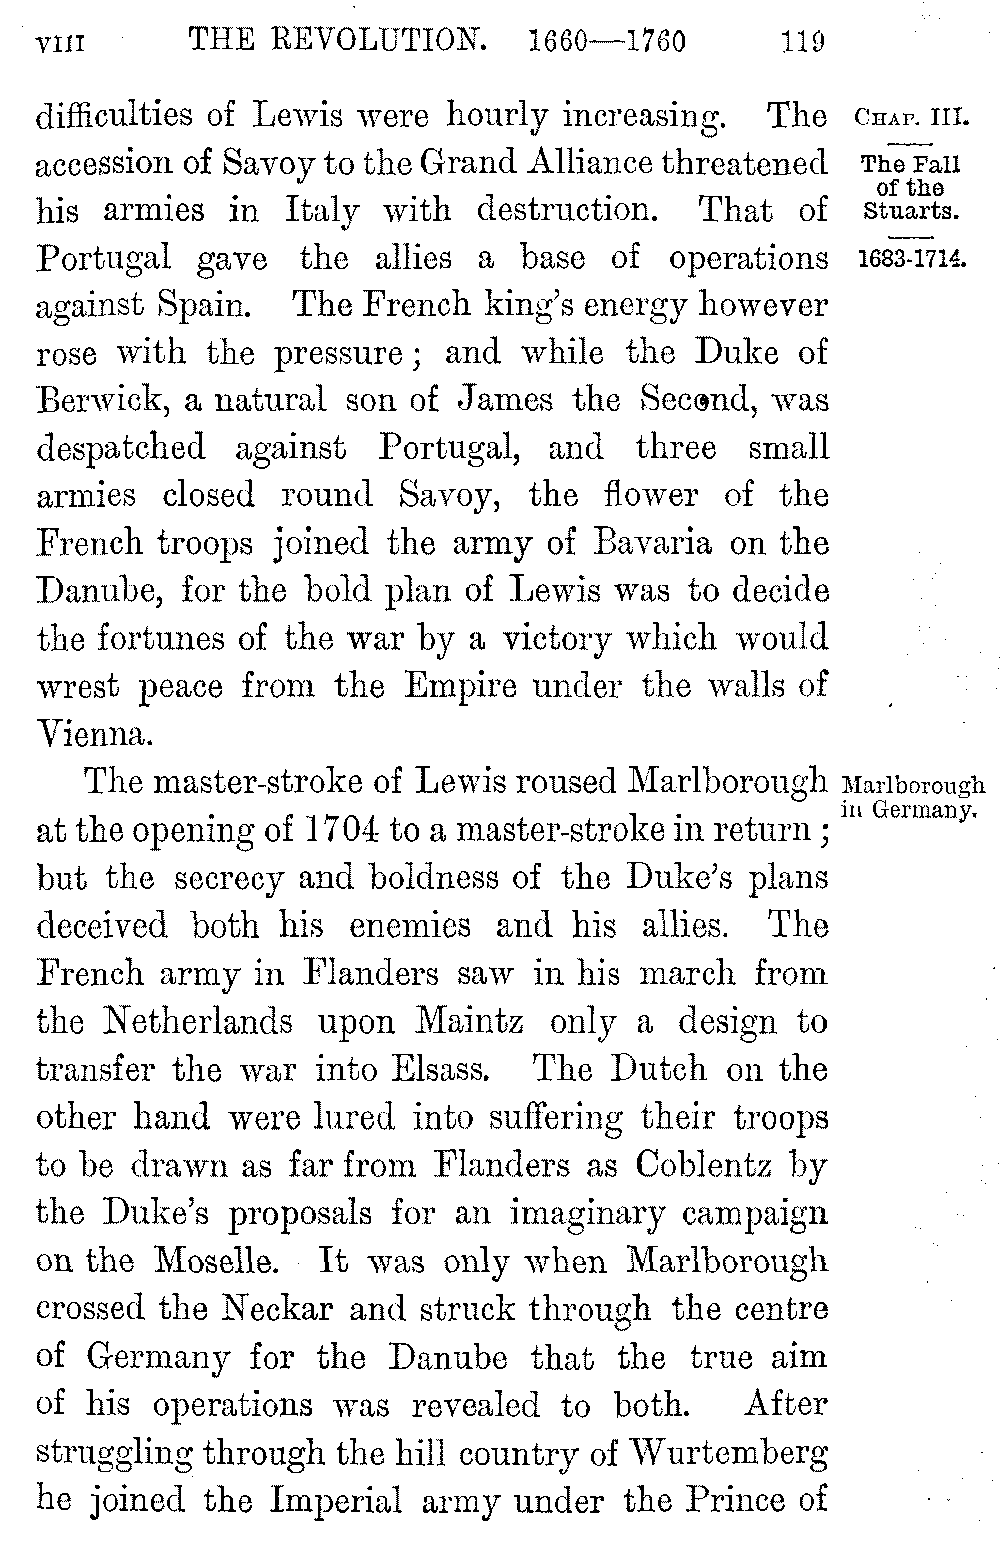 VIII THE REVOLUTION. 1660—1760 119
difficulties of Lewis were hourly increasing. The
accession of Savoy to the Grand Alliance threatened
his armies in Italy with destruction. That of
Portugal gave the allies a base of operations
against Spain. The French king's energy however
rose with the pressure; and while the Duke of
Berwick, a natural son of James the Second, was
despatched against Portugal, and three small
armies closed round Savoy, the flower of the
French troops joined the army of Bavaria on the
Danube, for the bold plan of Lewis was to decide
the fortunes of the war by a victory which would
wrest peace from the Empire under the walls of
Vienna.
The master-stroke of Lewis roused Marlborough
at the opening of 1704 to a master-stroke in return;
but the secrecy and boldness of the Duke's plans
deceived both his enemies and his allies. The
French army in Flanders saw in his march from
the Netherlands upon Maintz only a design to
transfer the war into Elsass. The Dutch on the
other hand were lured into suffering their troops
to be drawn as far from Flanders as Coblentz by
the Duke's proposals for an imaginary campaign
on the Moselle. It was only when Marlborough
crossed the Neckar and struck through the centre
of Germany for the Danube that the true aim
of his operations was revealed to both. After
struggling through the hill country of Wurtemberg
he joined the Imperial army under the Prince of
CHAP. III.
The Fall
of the
Stuarts.
1683-1714.
Marlborough
in Germany.